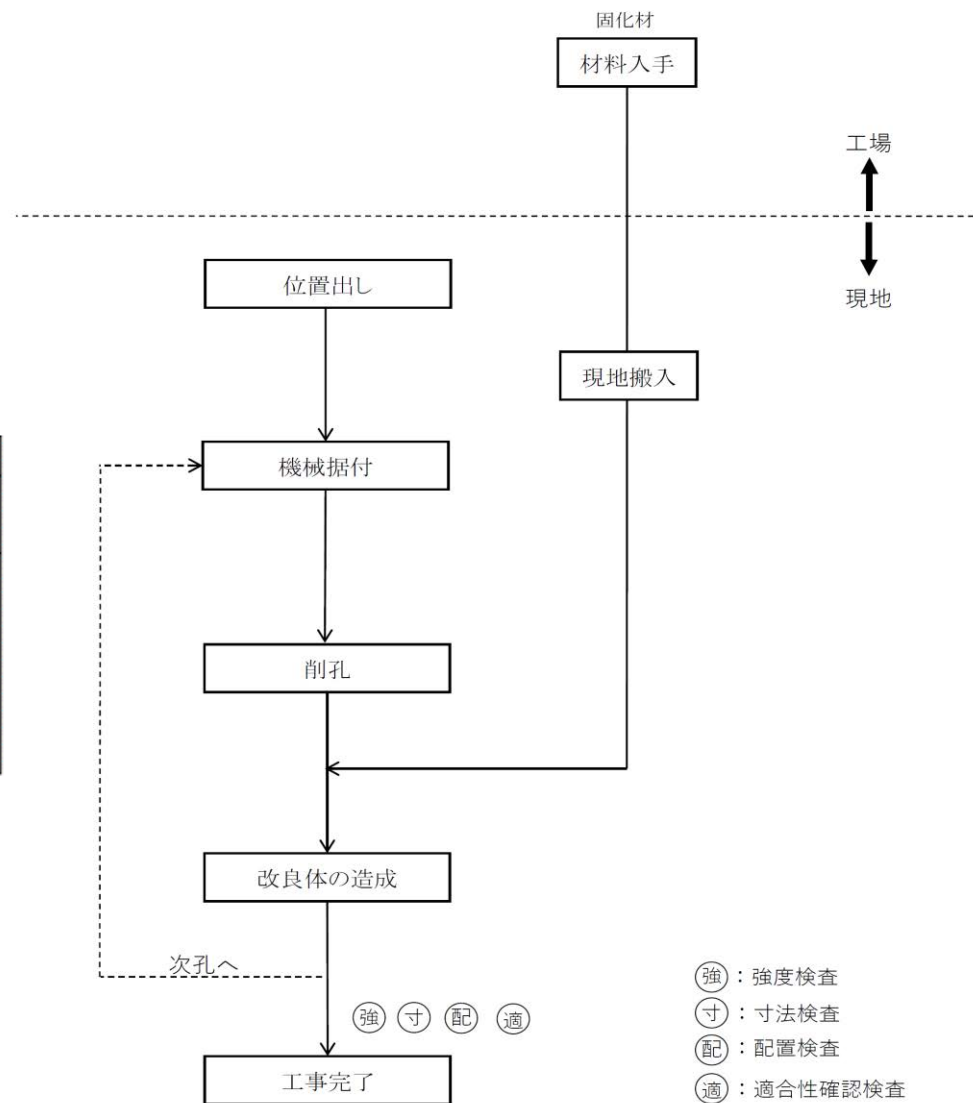 固化材
材料入手
工場
現地
位置出し
現地搬入
機械据付
削孔
改良体の造成
次孔へ
強 寸 配 適
工事完了
強：強度検査
寸：寸法検査
配：配置検査
適：適合性確認検査